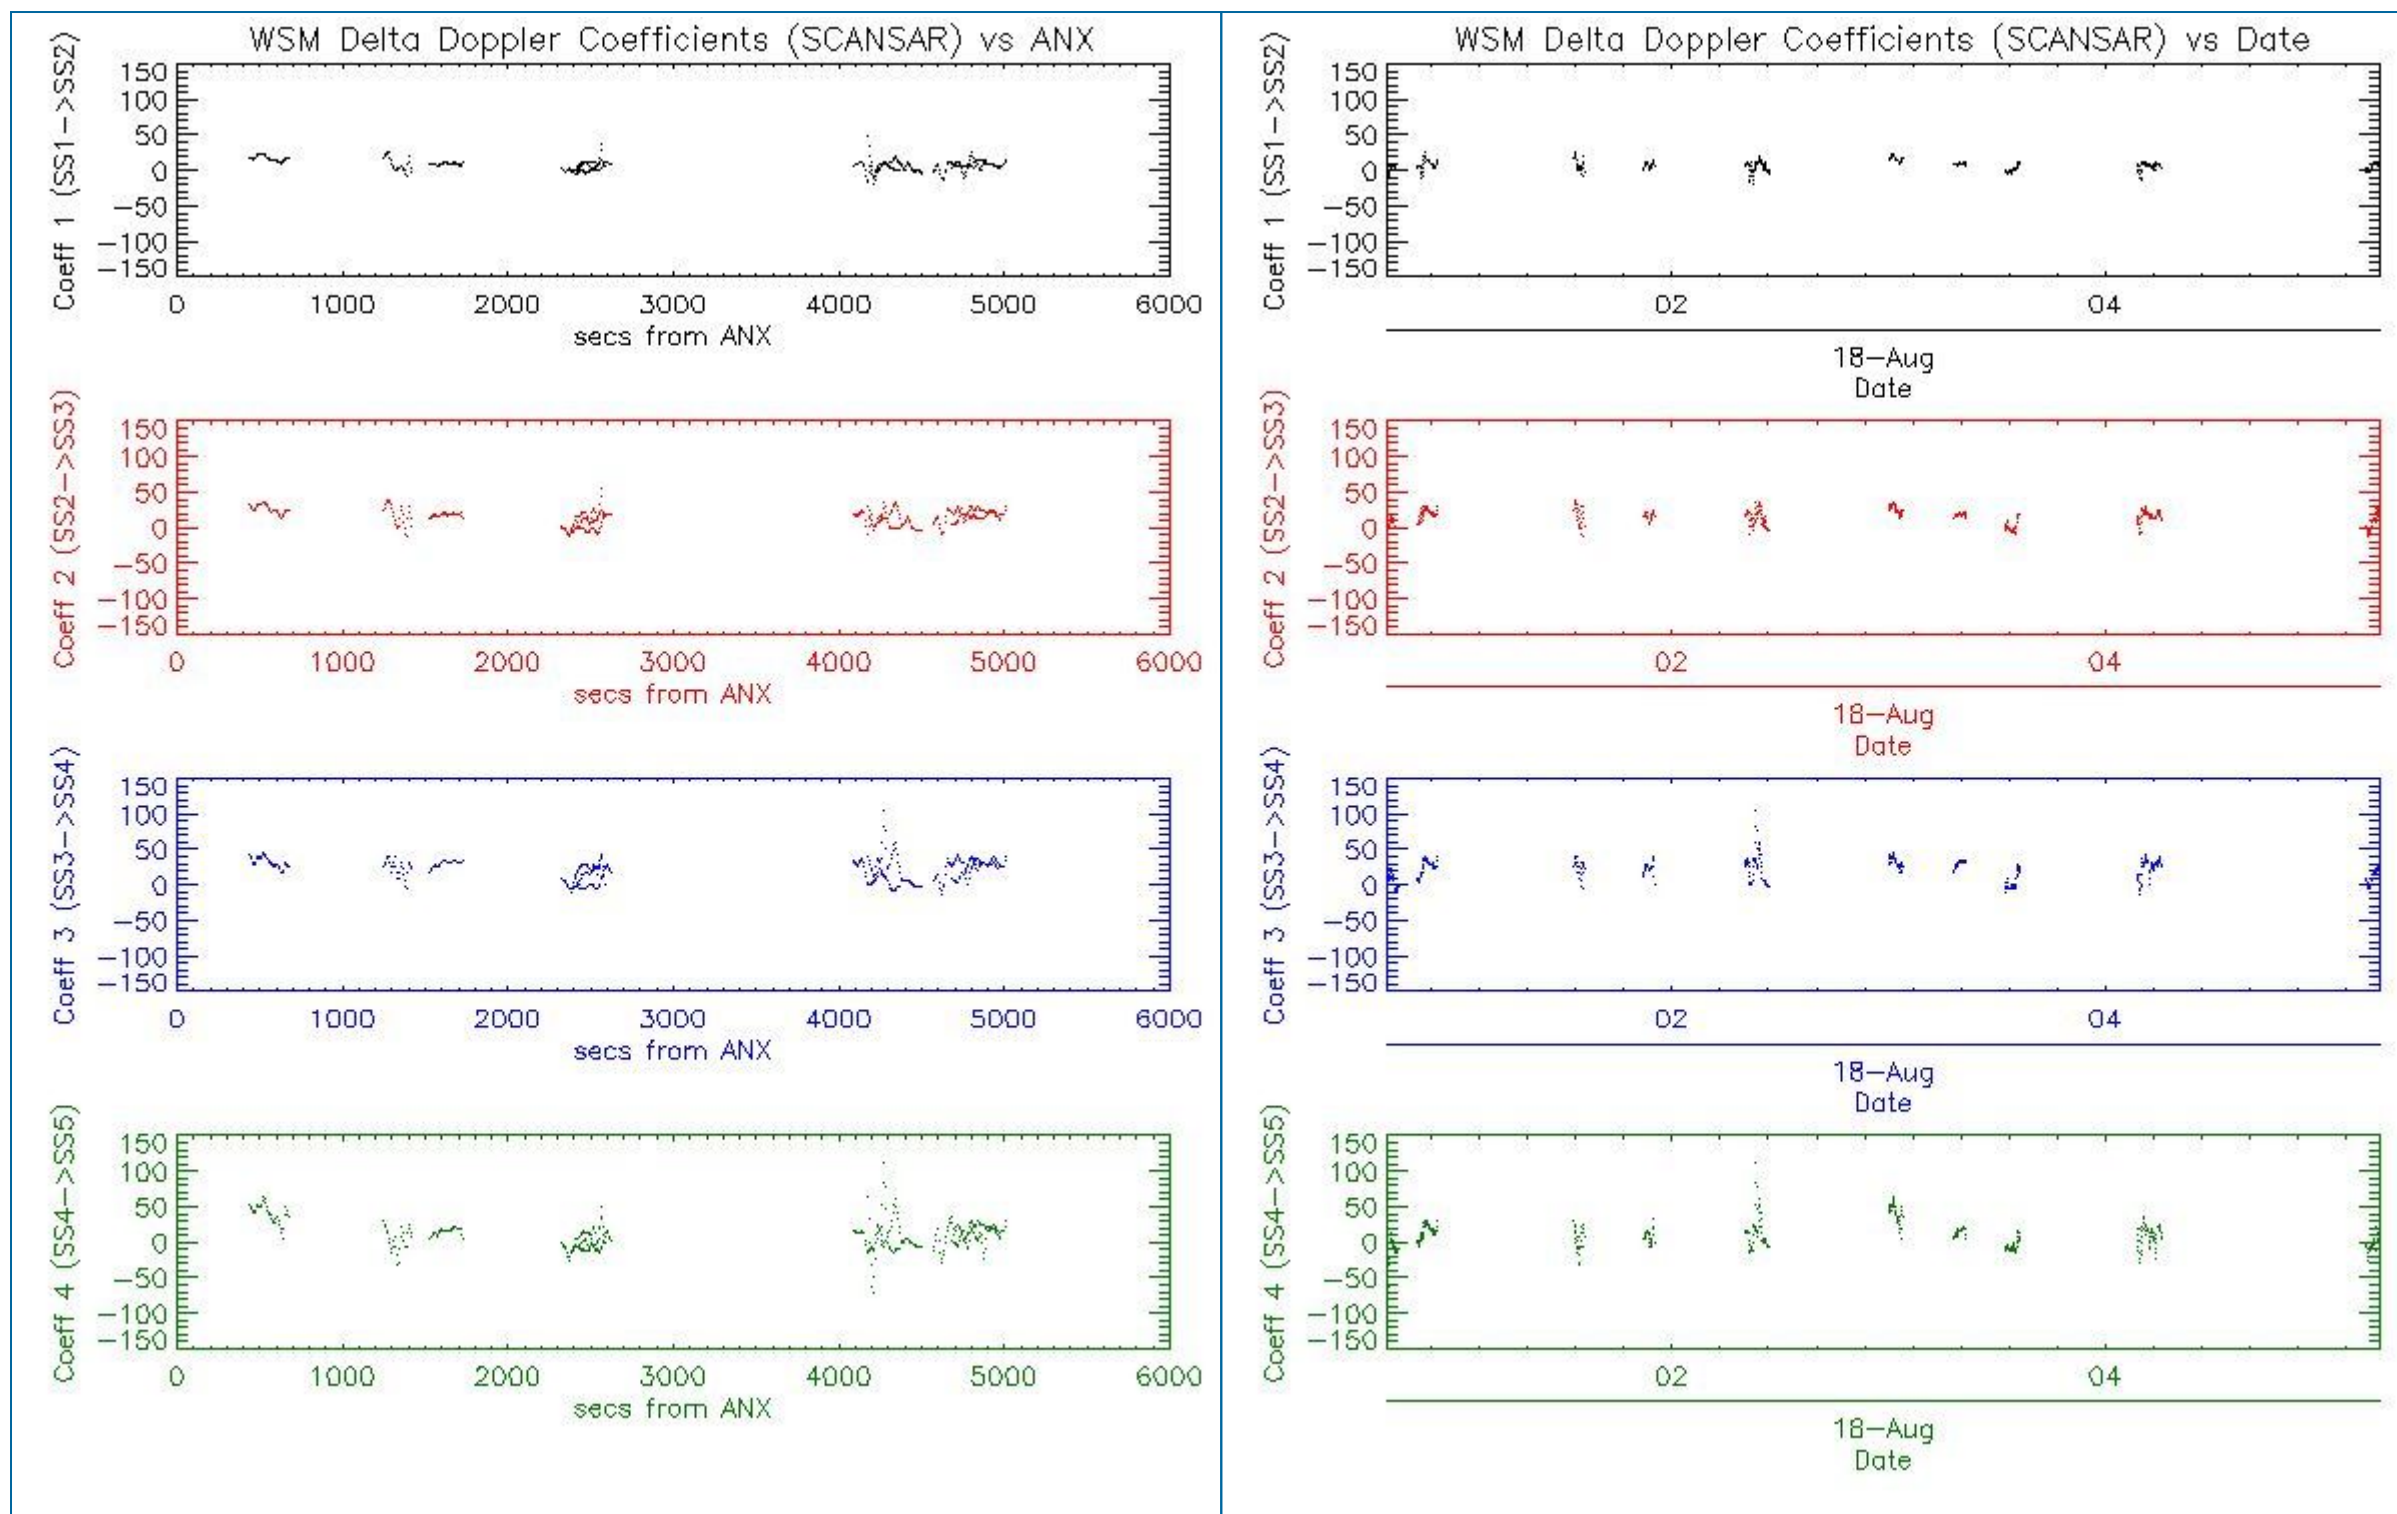 WSM Delta Doppler Coefficients (SCANSAR) vs ANX
Coeff 1 (SS1->SS2)
150
100
50
0
-50
-100
-150
0 1000 2000 3000 4000 5000 6000
secs from ANX
Coeff 2 (SS2->SS3)
150
100
50
0
-50
-100
-150
0 1000 2000 3000 4000 5000 6000
secs from ANX
Coeff 3 (SS3->SS4)
150
100
50
0
-50
-100
-150
0 1000 2000 3000 4000 5000 6000
secs from ANX
Coeff 4 (SS4->SS5)
150
100
50
0
-50
-100
-150
0 1000 2000 3000 4000 5000 6000
secs from ANX
WSM Delta Doppler Coefficients (SCANSAR) vs Date
Coeff 1 (SS1->SS2)
150
100
50
0
-50
-100
-150
02 04
18-Aug
Date
Coeff 2 (SS2->SS3)
150
100
50
0
-50
-100
-150
02 04
18-Aug
Date
Coeff 3 (SS3->SS4)
150
100
50
0
-50
-100
-150
02 04
18-Aug
Date
Coeff 4 (SS4->SS5)
150
100
50
0
-50
-100
-150
02 04
18-Aug
Date